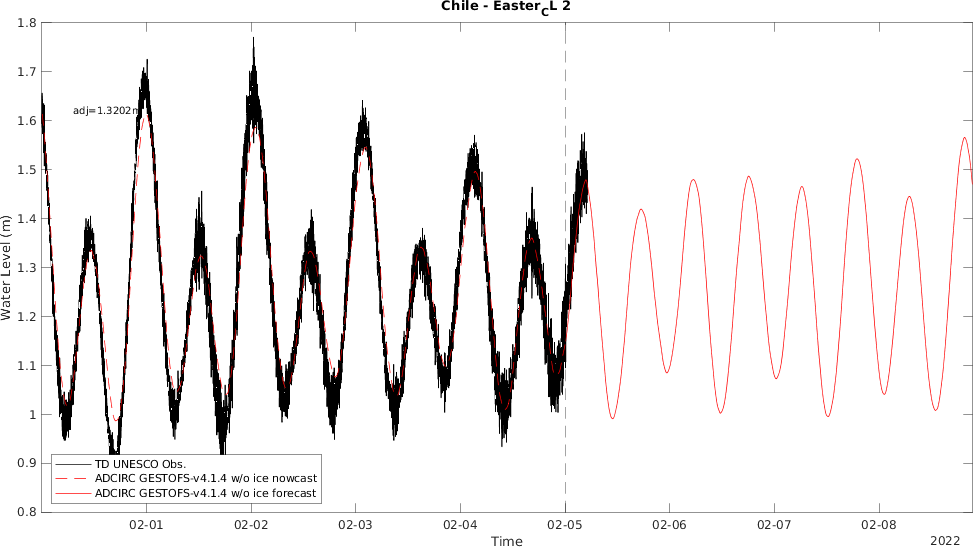 Chile - Easter_CL 2
1.8
1.7
1.6
1.5
1.4
1.3
1.2
1.1
1
0.9
0.8
Water Level (m)
adj=1.3202m
TD UNESCO Obs.
ADCIRC GESTOFS-v4.1.4 w/o ice nowcast
ADCIRC GESTOFS-v4.1.4 w/o ice forecast
02-01 02-02 02-03 02-04 02-05 02-06 02-07 02-08
Time
2022